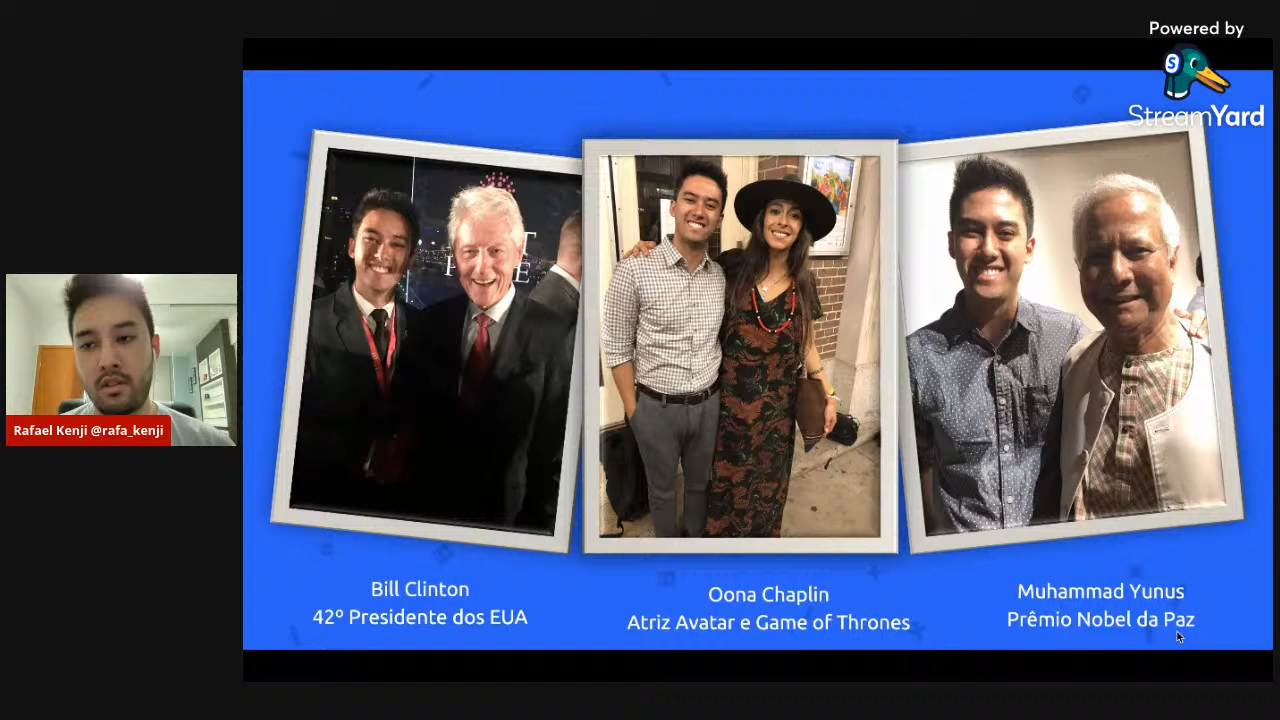 Powered by
S
StreamYard
Rafael Kenji @rafa_kenji
Bill Clinton
42º Presidente dos EUA
Oona Chaplin
Atriz Avatar e Game of Thrones
Muhammad Yunus
Prêmio Nobel da Paz